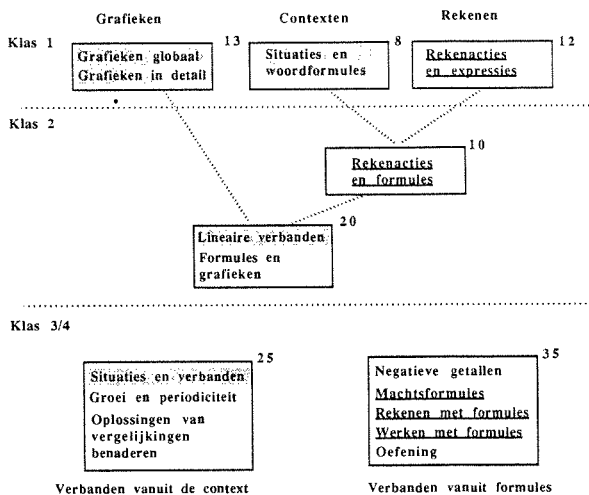 Grafieken Contexten Rekenen
Klas 1
13
Grafieken globaal
Grafieken in detail
8
Situaties en
woordformules
12
Rekenacties
en expressies
Klas 2
10
Rekenacties
en formules
20
Lineaire verbanden
Formules en
grafieken
Klas 3/4
25
Situaties en verbanden
Groei en periodiciteit
Oplossingen van
vergelijkingen
benaderen
Verbanden vanuit de context
35
Negatieve getallen
Machtsformules
Rekenen met formules
Werken met formules
Oefening
Verbanden vanuit formules